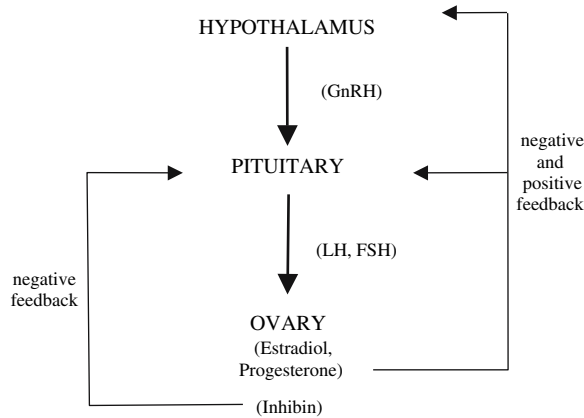 HYPOTHALAMUS
(GnRH)
negative
and
positive
feedback
PITUITARY
(LH, FSH)
negative
feedback
OVARY
(Estradiol,
Progesterone)
(Inhibin)